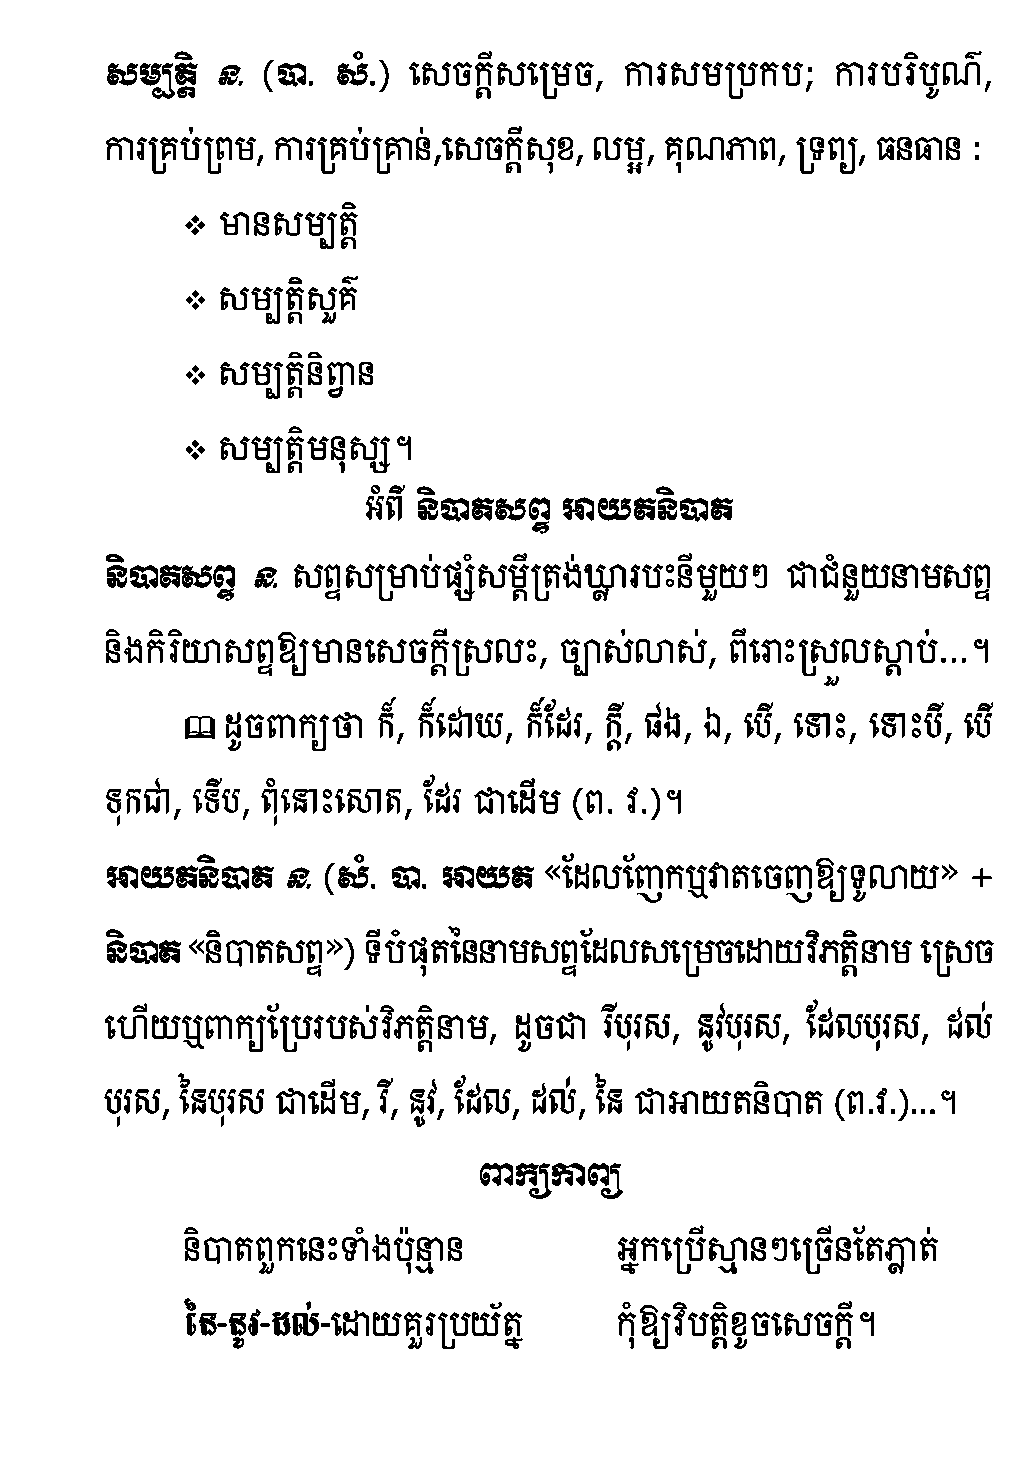 សម្បត្តិ ន. (បា. សំ.) សេចក្ដីសម្រេច, ការសមប្រកប; ការបរិបូណ៌,
ការគ្រប់ព្រម, ការគ្រប់គ្រាន់,សេចក្ដីសុខ, លម្អ, គុណភាព, ទ្រព្យ, ធនធាន :
❖ មានសម្បត្តិ
❖ សម្បត្តិសួគ៌
❖ សម្បត្តិនិព្វាន
❖ សម្បត្តិមនុស្ស។
អំពី និបាតសព្ទ អាយតនិបាត
និបាតសព្ទ ន. សព្ទសម្រាប់ផ្សំសម្ដីត្រង់ឃ្លារបះនីមួយៗ ជាជំនួយនាមសព្ទ
និងកិរិយាសព្ទឱ្យមានសេចក្ដីស្រលះ, ច្បាស់លាស់, ពីរោះស្រួលស្ដាប់...។
🕮 ដូចពាក្យថា ក៏, ក៏ដោយ, ក៏ដែរ, ក្ដី, ផង, ឯ, បើ, ទោះ, ទោះបី, បើ
ទុកជា, ទើប, ពុំនោះសោត, ដែរ ជាដើម (ព. វ.)។
អាយតនិបាត ន. (សំ. បា. អាយត «ដែលញែកឬវាតចេញឱ្យទូលាយ» +
និបាត «និបាតសព្ទ») ទីបំផុតនៃនាមសព្ទដែលសម្រេចដោយវិភត្តិនាម ស្រេច
ហើយឬពាក្យប្រែរបស់វិភត្តិនាម, ដូចជា រីបុរស, នូវបុរស, ដែលបុរស, ដល់
បុរស, នៃបុរស ជាដើម, រី, នូវ, ដែល, ដល់, នៃ ជាអាយតនិបាត (ព.វ.)...។
ពាក្យកាព្យ
និបាតពួកនេះទាំងប៉ុន្មាន អ្នកប្រើស្មានៗច្រើនតែភ្លាត់
នៃ-នូវ-ដល់-ដោយគួរប្រយ័ត្ន កុំឱ្យវិបត្តិខូចសេចក្ដី។